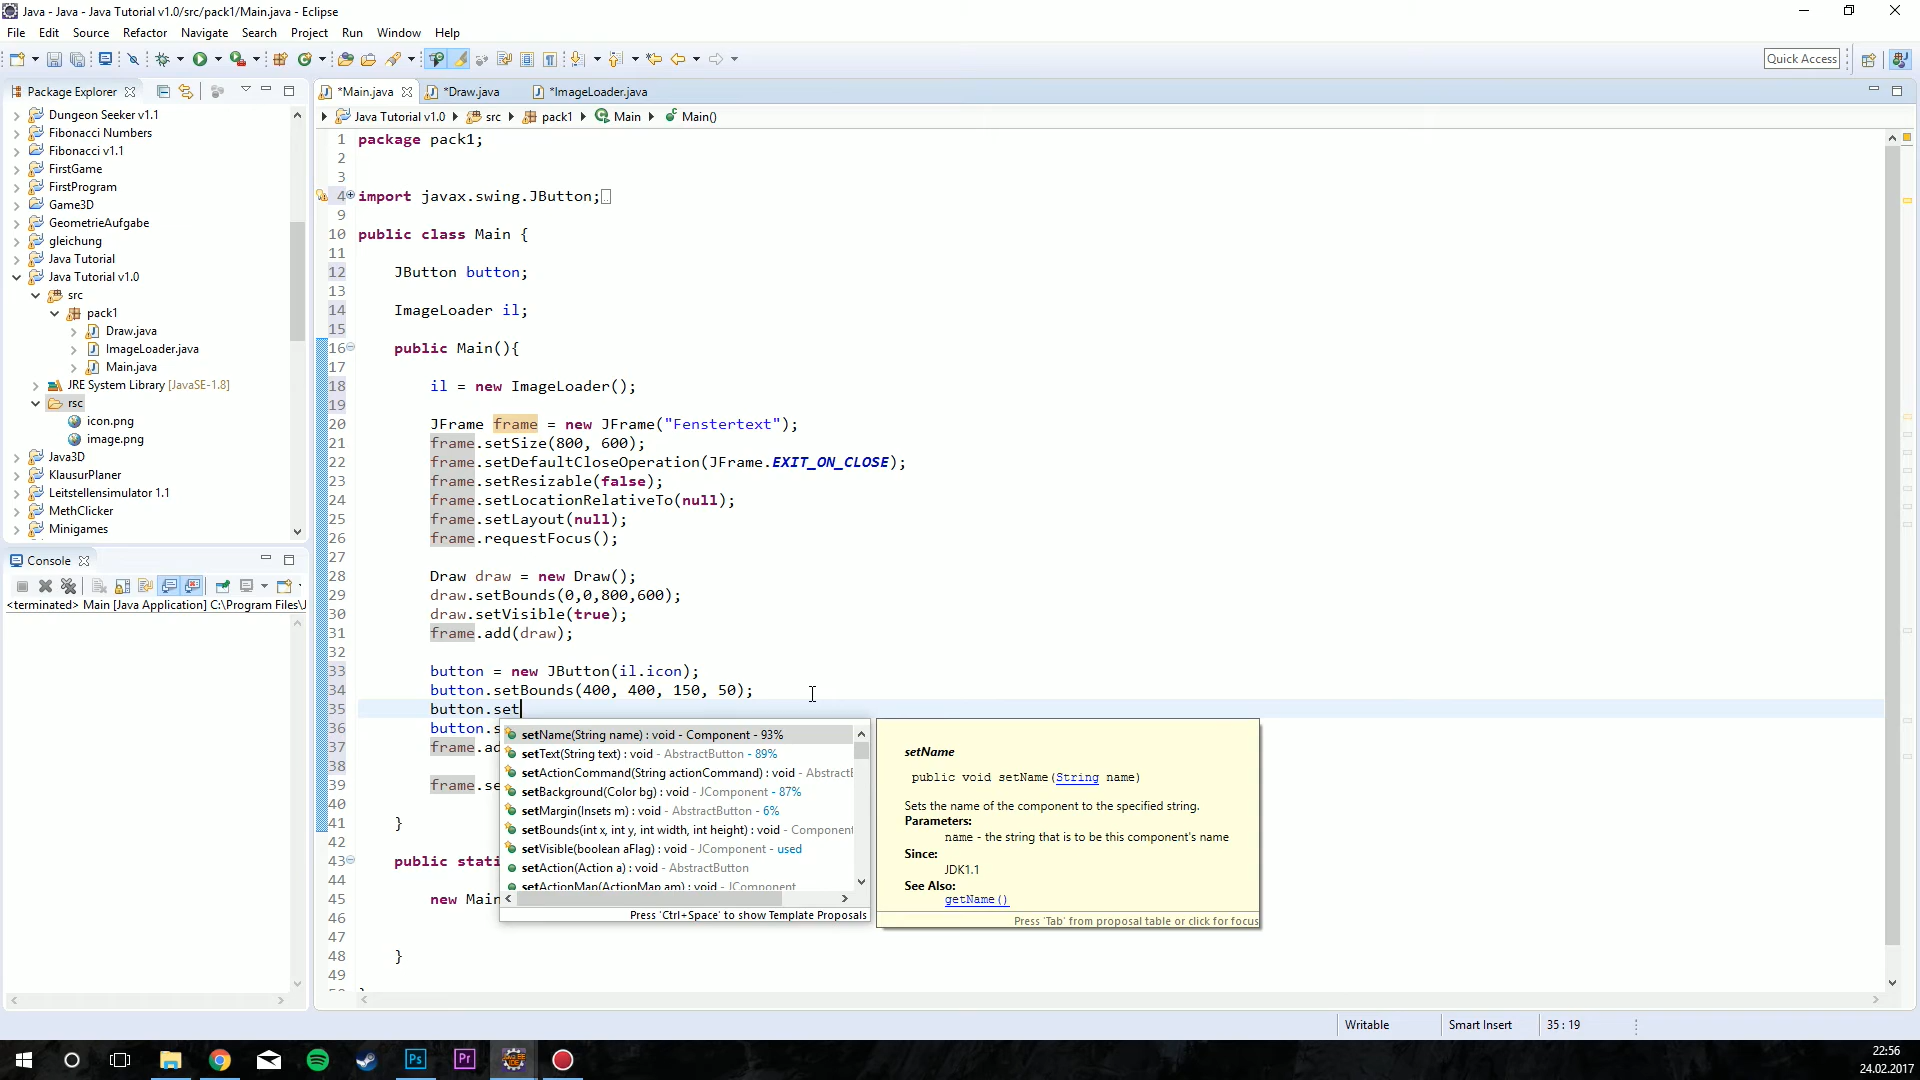 Java - Java - Java Tutorial v1.0/src/pack1/Main.java - Eclipse
File Edit Source Refactor Navigate Search Project Run Window Help
Quick Access
Package Explorer
*Main.java *Draw.java *ImageLoader.java
Java Tutorial v1.0 src pack1 Main Main()
Dungeon Seeker v1.1
Fibonacci Numbers
Fibonacci v1.1
FirstGame
FirstProgram
Game3D
GeometrieAufgabe
gleichung
Java Tutorial
Java Tutorial v1.0
src
pack1
Draw.java
ImageLoader.java
Main.java
JRE System Library [JavaSE-1.8]
rsc
icon.png
image.png
Java3D
KlausurPlaner
Leitstellensimulator 1.1
MethClicker
Minigames
Console
<terminated> Main [Java Application] C:\Program Files\J
1 package pack1;
2
3
4 import javax.swing.JButton;
9
10 public class Main {
11
12 JButton button;
13
14 ImageLoader il;
15
16 public Main(){
17
18 il = new ImageLoader();
19
20 JFrame frame = new JFrame("Fenstertext");
21 frame.setSize(800, 600);
22 frame.setDefaultCloseOperation(JFrame.EXIT_ON_CLOSE);
23 frame.setResizable(false);
24 frame.setLocationRelativeTo(null);
25 frame.setLayout(null);
26 frame.requestFocus();
27
28 Draw draw = new Draw();
29 draw.setBounds(0,0,800,600);
30 draw.setVisible(true);
31 frame.add(draw);
32
33 button = new JButton(il.icon);
34 button.setBounds(400, 400, 150, 50);
35 button.set
36 button.s
37 frame.ad
38
39 frame.se
40
41 }
42
43 public stati
44
45 new Main
46
47
48 }
49
setName(String name) : void - Component - 93%
setText(String text) : void - AbstractButton - 89%
setActionCommand(String actionCommand) : void - AbstractB
setBackground(Color bg) : void - JComponent - 87%
setMargin(Insets m) : void - AbstractButton - 6%
setBounds(int x, int y, int width, int height) : void - Component
setVisible(boolean aFlag) : void - JComponent - used
setAction(Action a) : void - AbstractButton
setActionMap(ActionMap am) : void - JComponent
Press 'Ctrl+Space' to show Template Proposals
setName
public void setName(String name)
Sets the name of the component to the specified string.
Parameters:
name - the string that is to be this component's name
Since:
JDK1.1
See Also:
getName()
Press 'Tab' from proposal table or click for focus
Writable Smart Insert 35 : 19
Ps Pr
22:56
24.02.2017